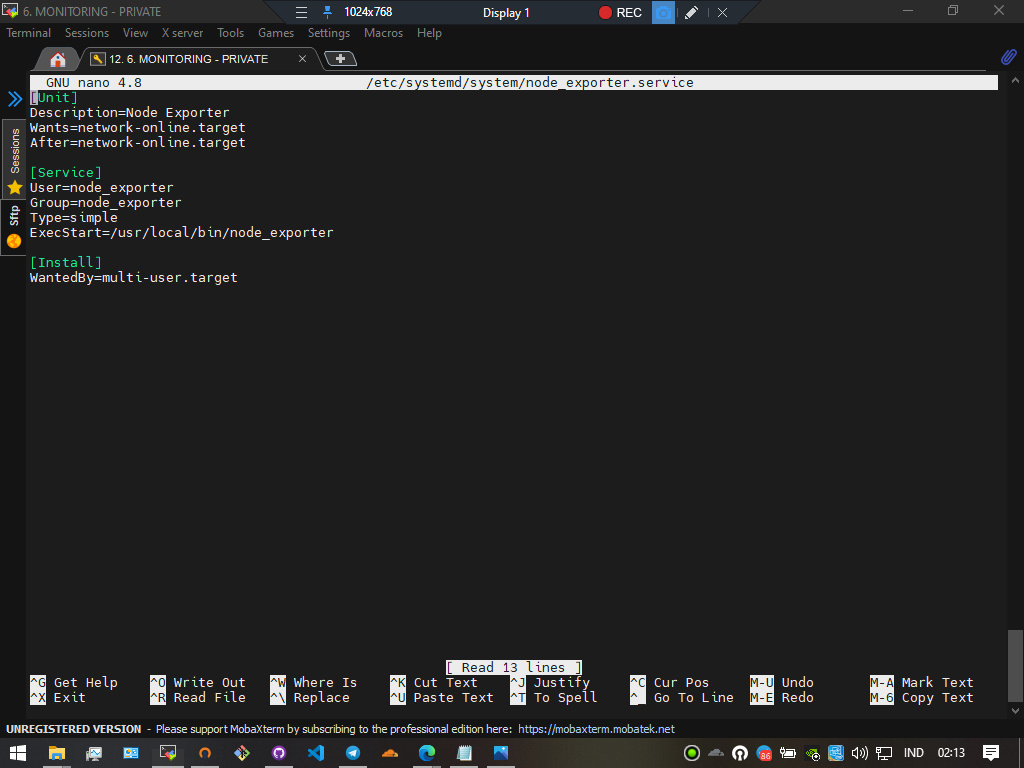 6. MONITORING - PRIVATE
1024x768
Display 1
REC
Terminal Sessions View X server Tools Games Settings Macros Help
12. 6. MONITORING - PRIVATE
GNU nano 4.8 /etc/systemd/system/node_exporter.service
[Unit]
Description=Node Exporter
Wants=network-online.target
After=network-online.target
[Service]
User=node_exporter
Group=node_exporter
Type=simple
ExecStart=/usr/local/bin/node_exporter
[Install]
WantedBy=multi-user.target
Sessions
Sftp
[ Read 13 lines ]
^G Get Help ^O Write Out ^W Where Is ^K Cut Text ^J Justify ^C Cur Pos M-U Undo M-A Mark Text
^X Exit ^R Read File ^\ Replace ^U Paste Text ^T To Spell ^_ Go To Line M-E Redo M-6 Copy Text
UNREGISTERED VERSION - Please support MobaXterm by subscribing to the professional edition here: https://mobaxterm.mobatek.net
86
IND
02:13